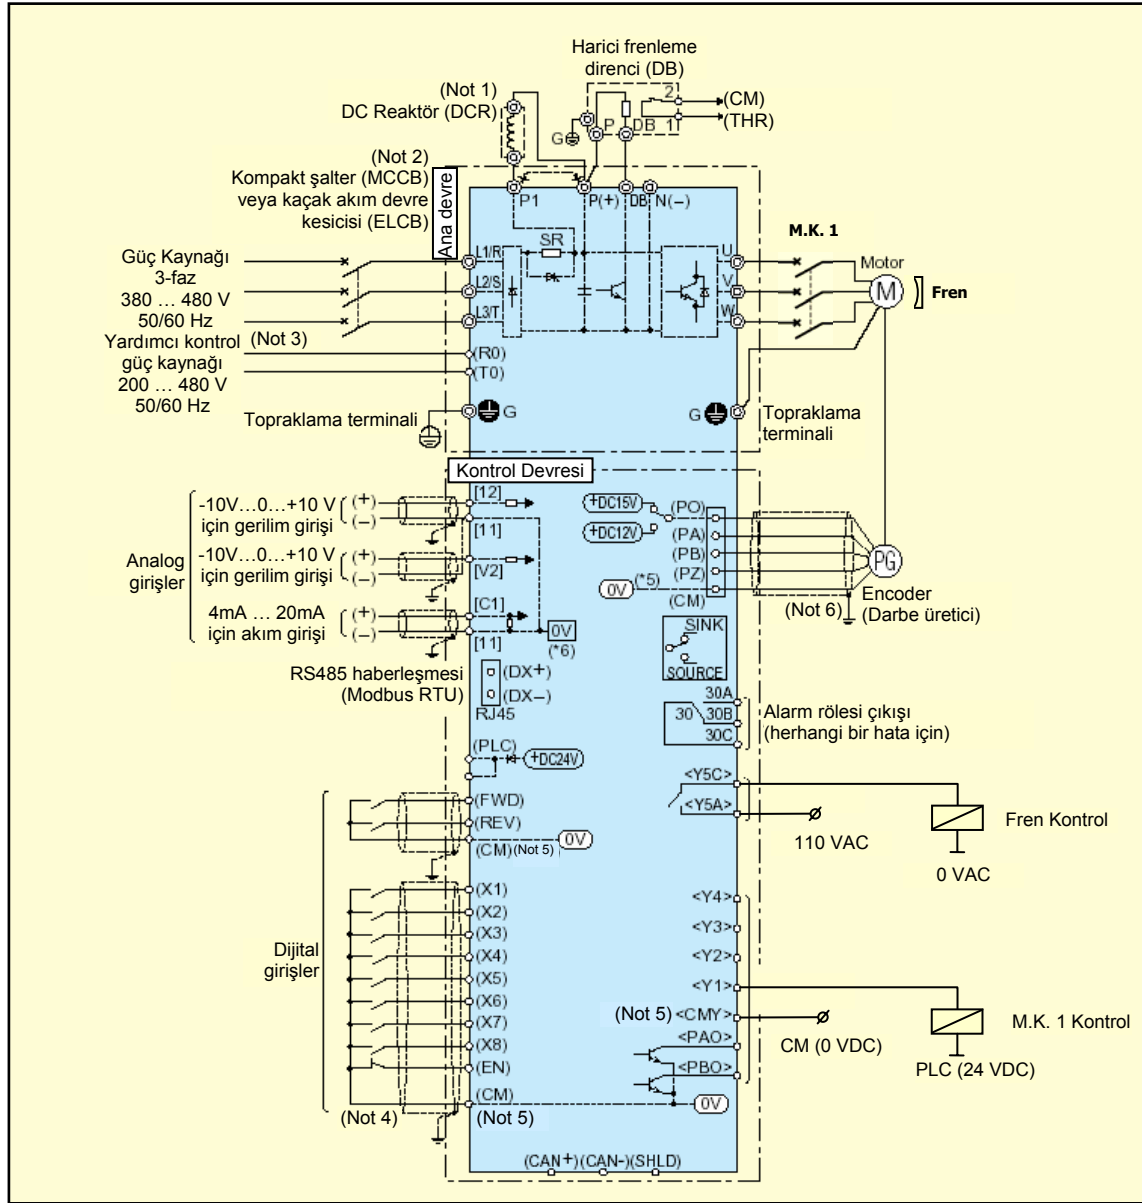 Harici frenleme
direnci (DB)
(Not 1)
DC Reaktör (DCR)
2
(CM)
P
DB
1
(THR)
G
(Not 2)
Kompakt şalter (MCCB)
veya kaçak akım devre
kesicisi (ELCB)
Ana devre
P1
P(+)
DB
N(-)
SR
L1/R
L2/S
L3/T
U
V
W
M.K. 1
Motor
M
Fren
Güç Kaynağı
3-faz
380 … 480 V
50/60 Hz
Yardımcı kontrol
güç kaynağı
200 … 480 V
50/60 Hz
(Not 3)
(R0)
(T0)
Topraklama terminali
G
G
Topraklama
terminali
Kontrol Devresi
Analog
girişler
-10V…0…+10 V
için gerilim girişi
(+)
(-)
[12]
[11]
-10V…0…+10 V
için gerilim girişi
(+)
(-)
[V2]
4mA … 20mA
için akım girişi
(+)
(-)
[C1]
[11]
0V
(*6)
+DC15V
+DC12V
0V
(*5)
(PO)
(PA)
(PB)
(PZ)
(CM)
PG
(Not 6)
Encoder
(Darbe üretici)
RS485 haberleşmesi
(Modbus RTU)
(DX+)
(DX-)
RJ45
SINK
SOURCE
30
30A
30B
30C
Alarm rölesi çıkışı
(herhangi bir hata için)
(PLC)
+DC24V
(FWD)
(REV)
(CM)(Not 5)
0V
<Y5C>
<Y5A>
110 VAC
Fren Kontrol
0 VAC
Dijital
girişler
(X1)
(X2)
(X3)
(X4)
(X5)
(X6)
(X7)
(X8)
(EN)
(CM)
(Not 4)
(Not 5)
<Y4>
<Y3>
<Y2>
<Y1>
(Not 5) <CMY>
<PAO>
<PBO>
0V
CM (0 VDC)
M.K. 1 Kontrol
PLC (24 VDC)
(CAN+)(CAN-)(SHLD)